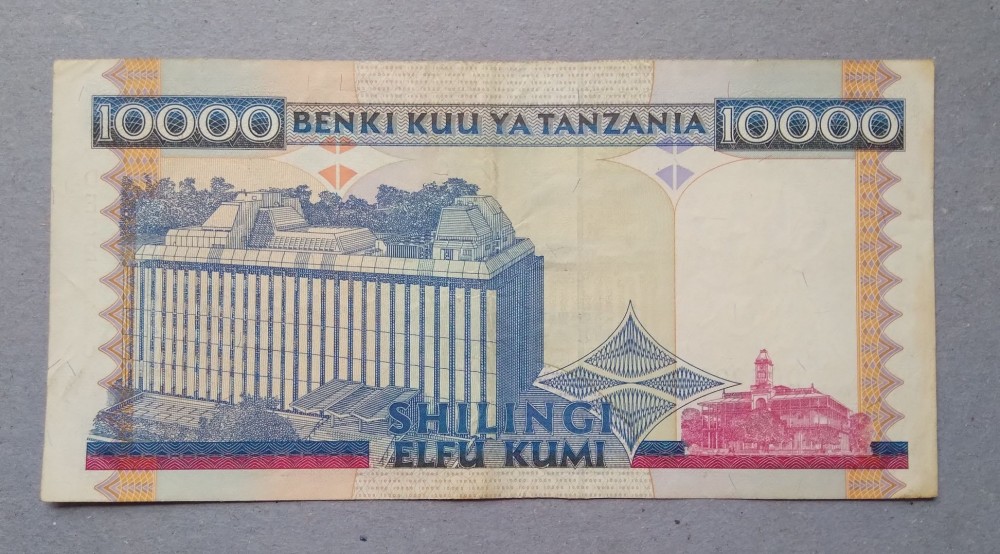 10000 BENKI KUU YA TANZANIA 10000
SHILINGI
ELFU KUMI